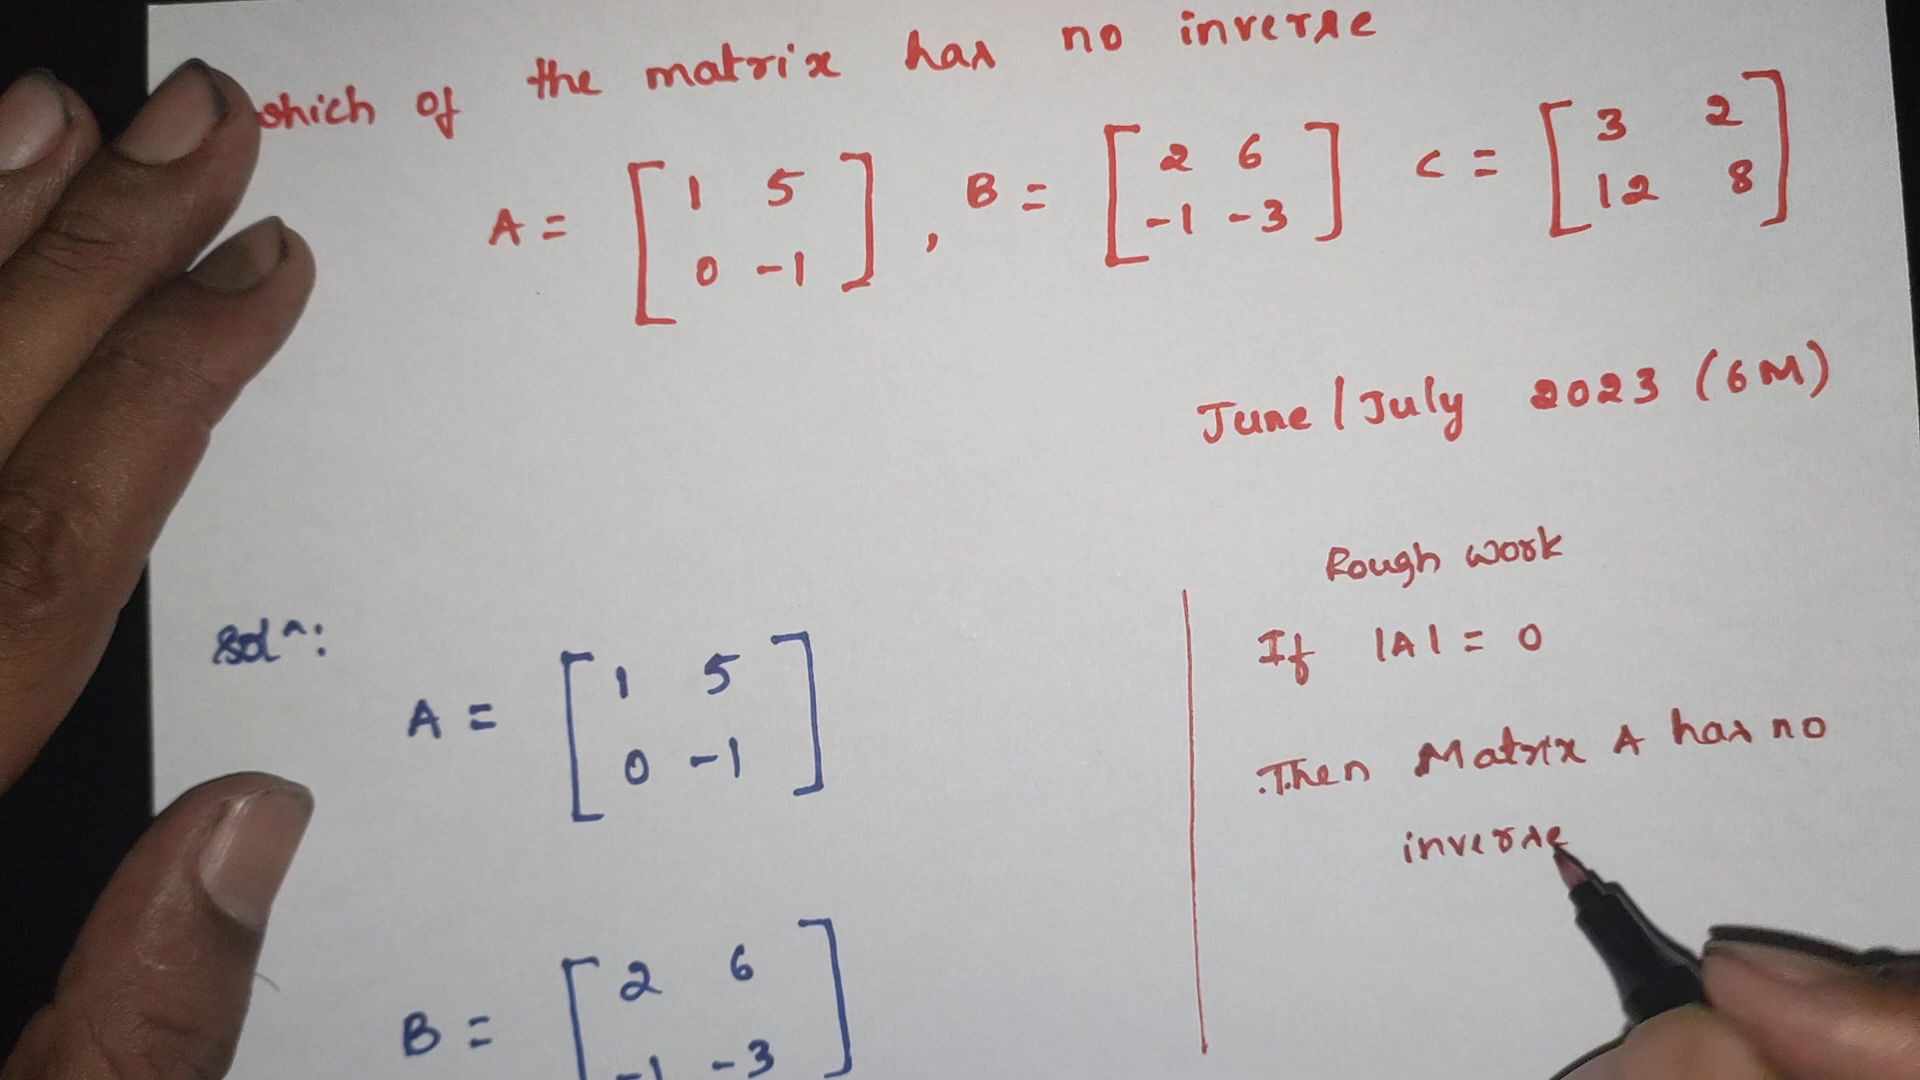 which of the matrix has no inverse
A = [ 1 5
0 -1 ] , B = [ 2 6
-1 -3 ] C = [ 3 2
12 8 ]
June / July 2023 (6M)
Rough work
Sol^n:
A = [ 1 5
0 -1 ]
If |A| = 0
Then Matrix A has no
inverse
B = [ 2 6
-1 -3 ]